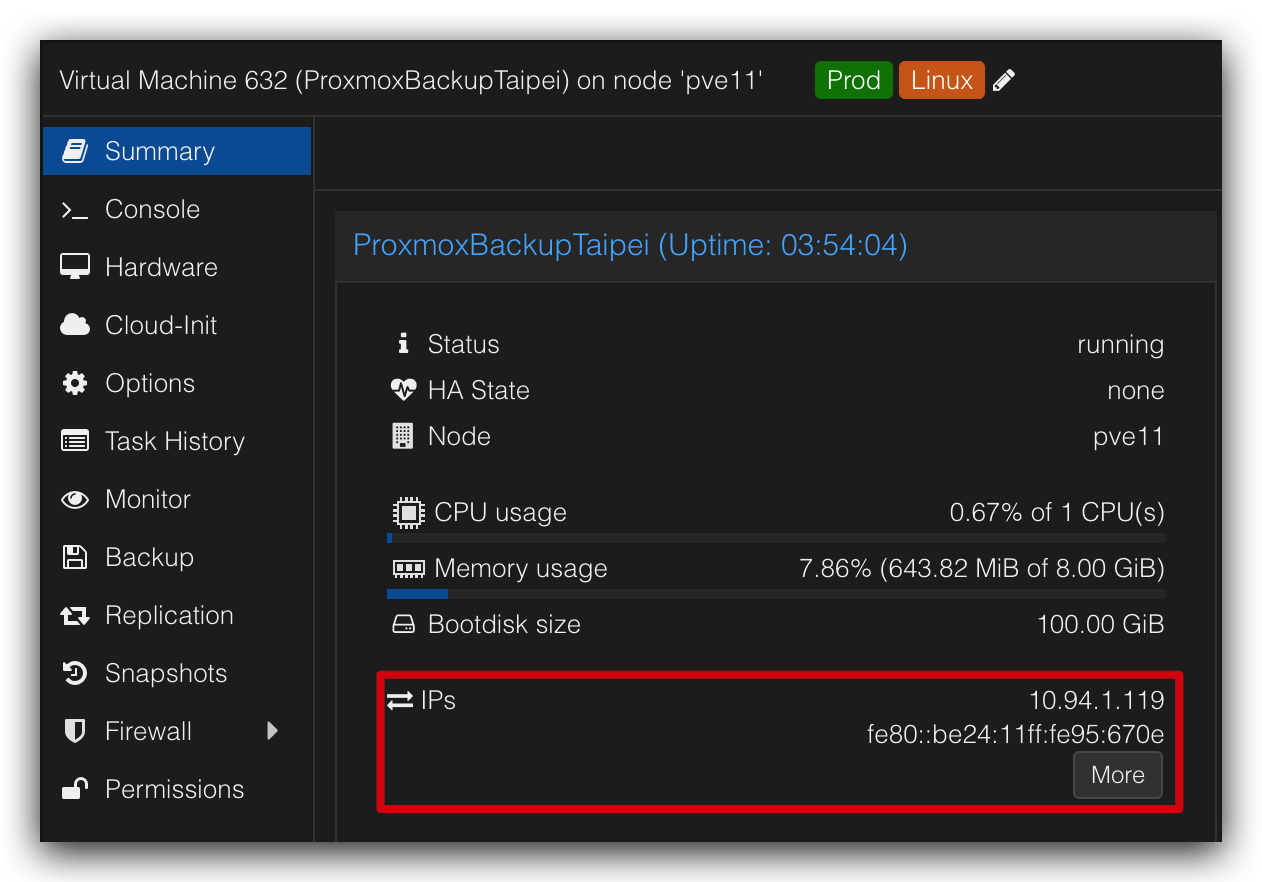 Virtual Machine 632 (ProxmoxBackupTaipei) on node 'pve11' Prod Linux
Summary
Console
Hardware
Cloud-Init
Options
Task History
Monitor
Backup
Replication
Snapshots
Firewall
Permissions
ProxmoxBackupTaipei (Uptime: 03:54:04)
Status running
HA State none
Node pve11
CPU usage 0.67% of 1 CPU(s)
Memory usage 7.86% (643.82 MiB of 8.00 GiB)
Bootdisk size 100.00 GiB
IPs 10.94.1.119
fe80::be24:11ff:fe95:670e
More